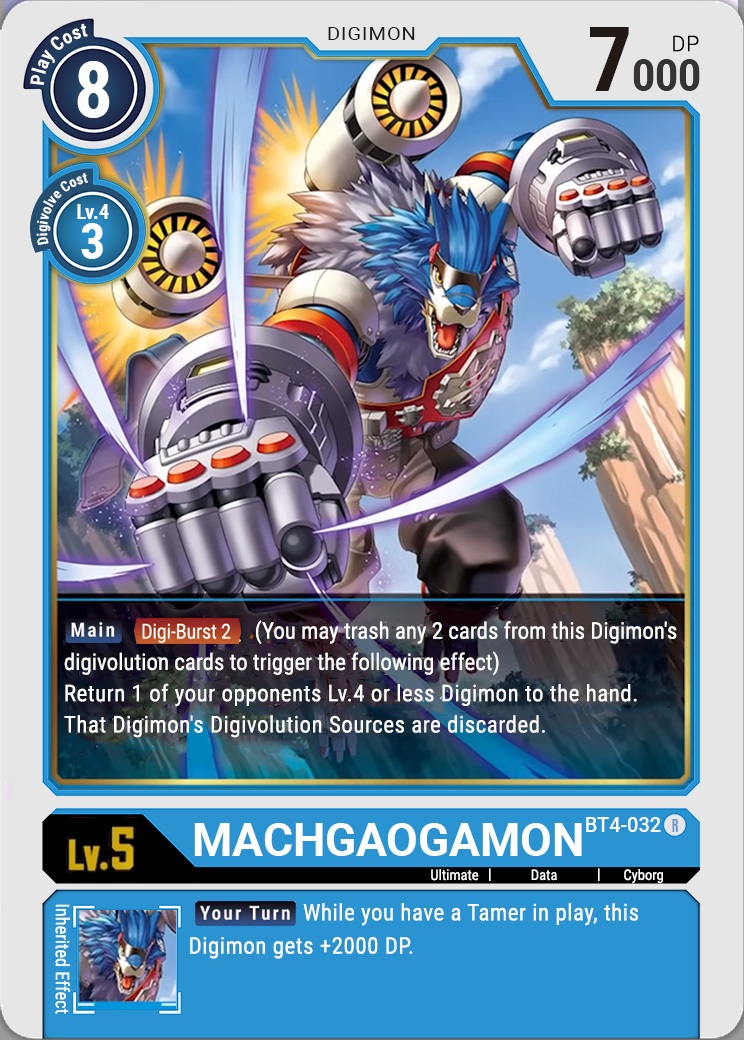 Play Cost
8
DIGIMON
7000
DP
Digivolve Cost
Lv.4
3
Main Digi-Burst 2 (You may trash any 2 cards from this Digimon's
digivolution cards to trigger the following effect)
Return 1 of your opponents Lv.4 or less Digimon to the hand.
That Digimon's Digivolution Sources are discarded.
Lv.5
MACHGAOGAMON
BT4-032 R
Ultimate | Data | Cyborg
Inherited Effect
Your Turn While you have a Tamer in play, this
Digimon gets +2000 DP.